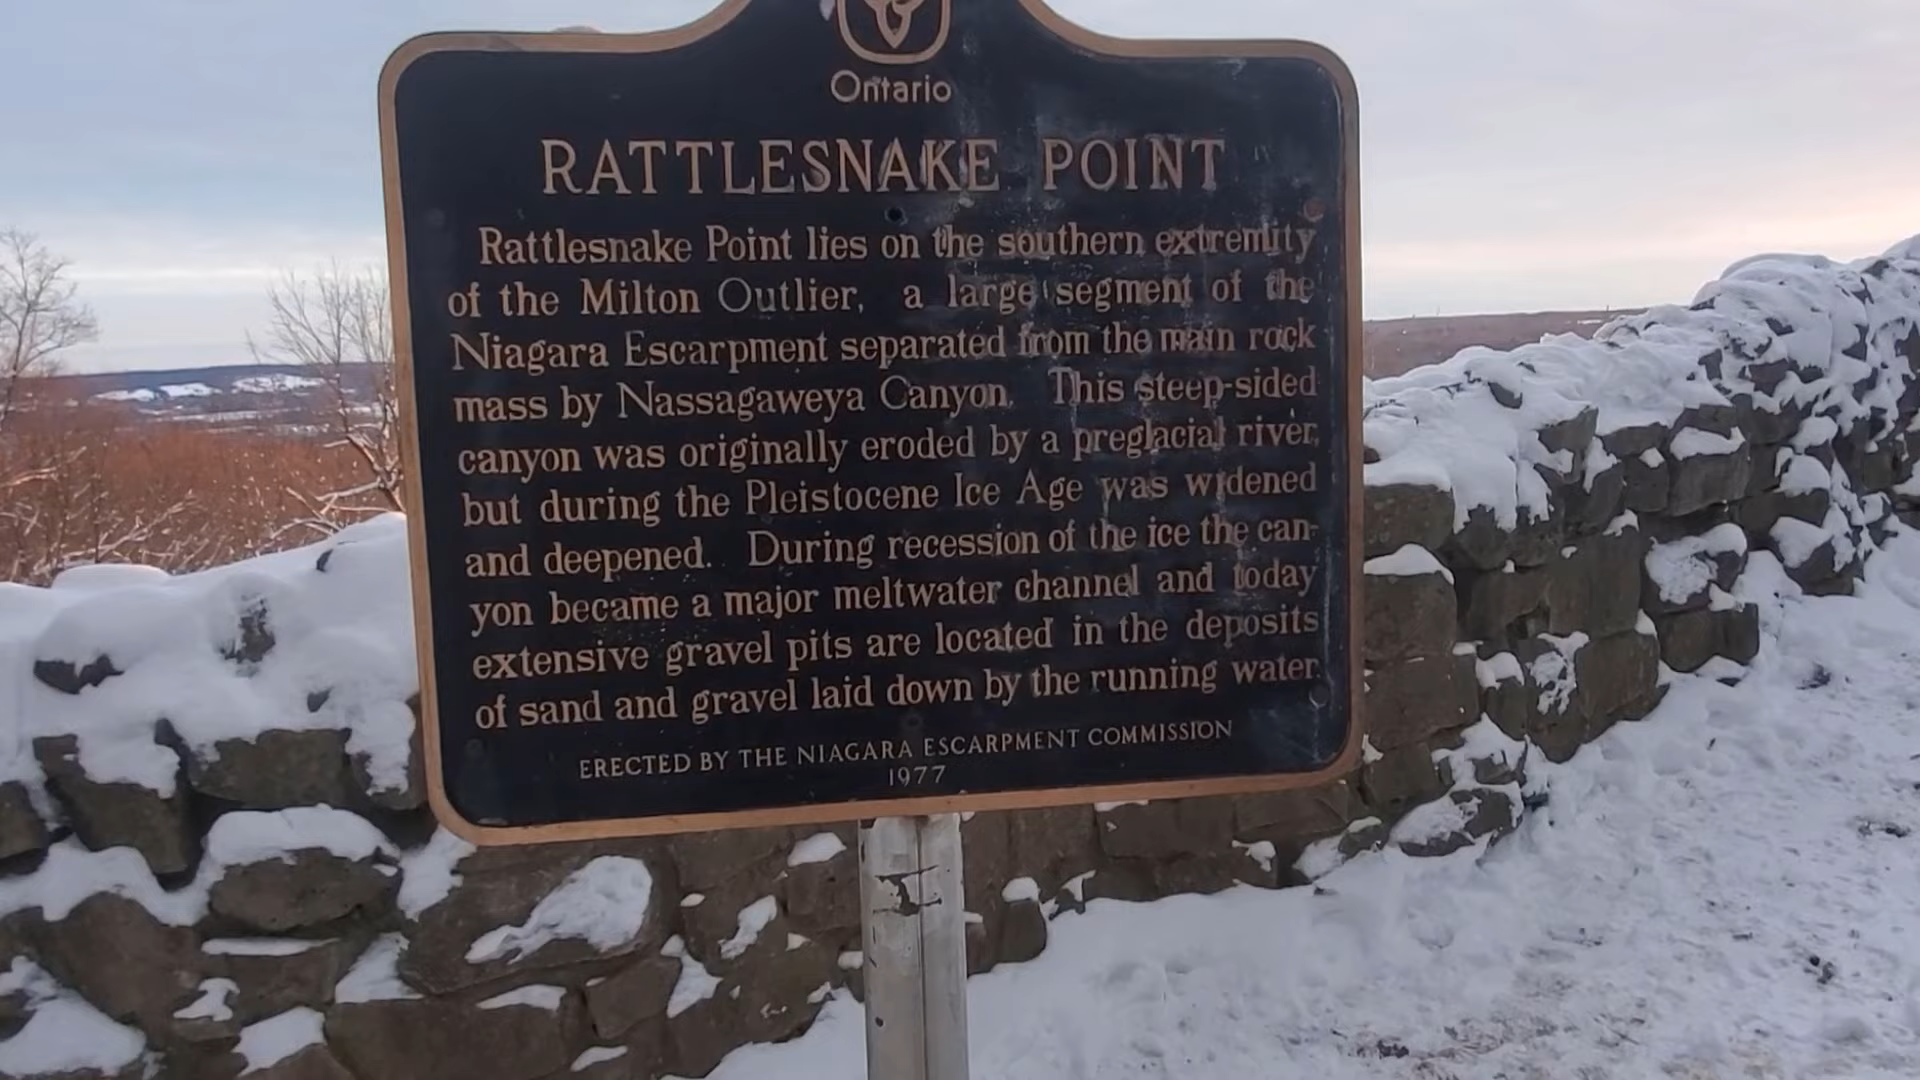 Ontario
RATTLESNAKE POINT
Rattlesnake Point lies on the southern extremity
of the Milton Outlier, a large segment of the
Niagara Escarpment separated from the main rock
mass by Nassagaweya Canyon. This steep-sided
canyon was originally eroded by a preglacial river,
but during the Pleistocene Ice Age was widened
and deepened. During recession of the ice the can-
yon became a major meltwater channel and today
extensive gravel pits are located in the deposits
of sand and gravel laid down by the running water.
ERECTED BY THE NIAGARA ESCARPMENT COMMISSION
1977